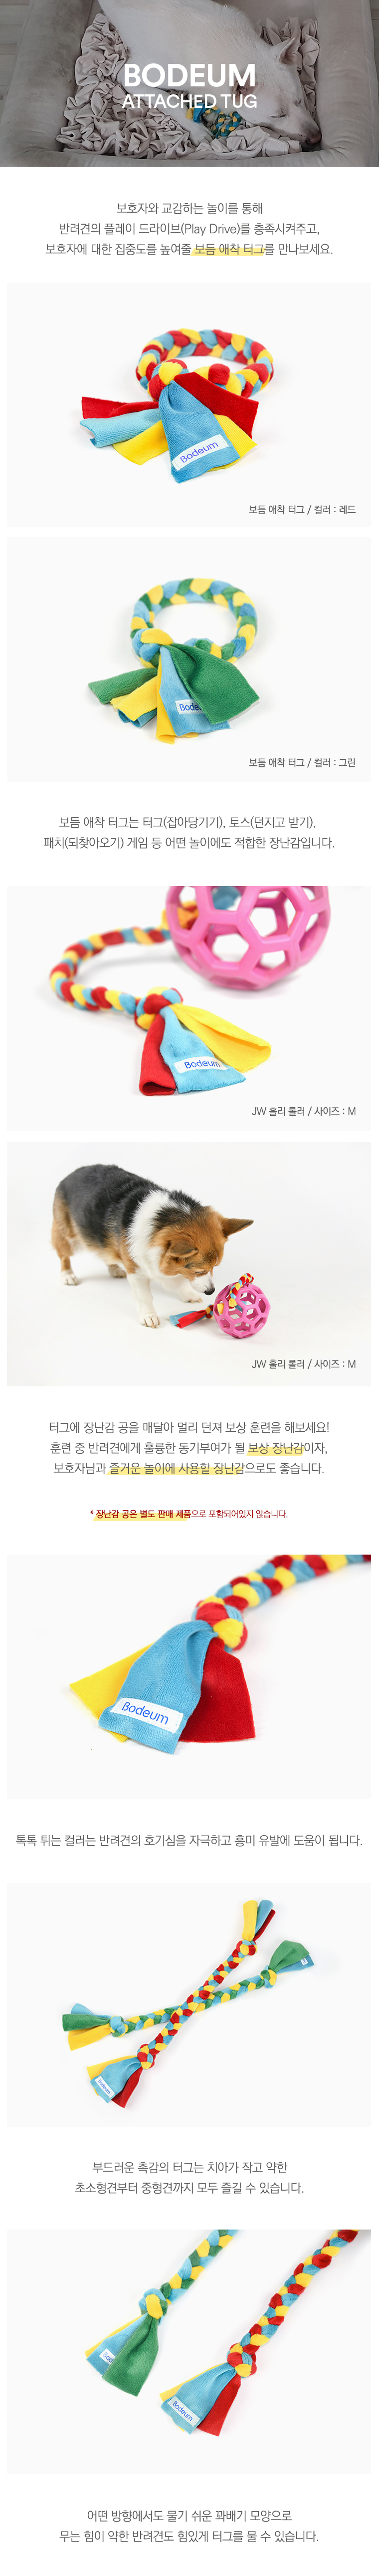 BODEUM
ATTACHED TUG
보호자와 교감하는 놀이를 통해
반려견의 플레이 드라이브(Play Drive)를 충족시켜주고,
보호자에 대한 집중도를 높여줄 보듬 애착 터그를 만나보세요.
Bodeum
보듬 애착 터그 / 컬러 : 레드
Bodeu
보듬 애착 터그 / 컬러 : 그린
보듬 애착 터그는 터그(잡아당기기), 토스(던지고 받기),
패치(되찾아오기) 게임 등 어떤 놀이에도 적합한 장난감입니다.
Bodeum
JW 홀리 롤러 / 사이즈 : M
JW 홀리 롤러 / 사이즈 : M
터그에 장난감 공을 매달아 멀리 던져 보상 훈련을 해보세요!
훈련 중 반려견에게 훌륭한 동기부여가 될 보상 장난감이자,
보호자님과 즐거운 놀이에 사용할 장난감으로도 좋습니다.
* 장난감 공은 별도 판매 제품으로 포함되어있지 않습니다.
Bodeum
톡톡 튀는 컬러는 반려견의 호기심을 자극하고 흥미 유발에 도움이 됩니다.
Bodeum
부드러운 촉감의 터그는 치아가 작고 약한
초소형견부터 중형견까지 모두 즐길 수 있습니다.
Bodeum
어떤 방향에서도 물기 쉬운 꽈배기 모양으로
무는 힘이 약한 반려견도 힘있게 터그를 물 수 있습니다.